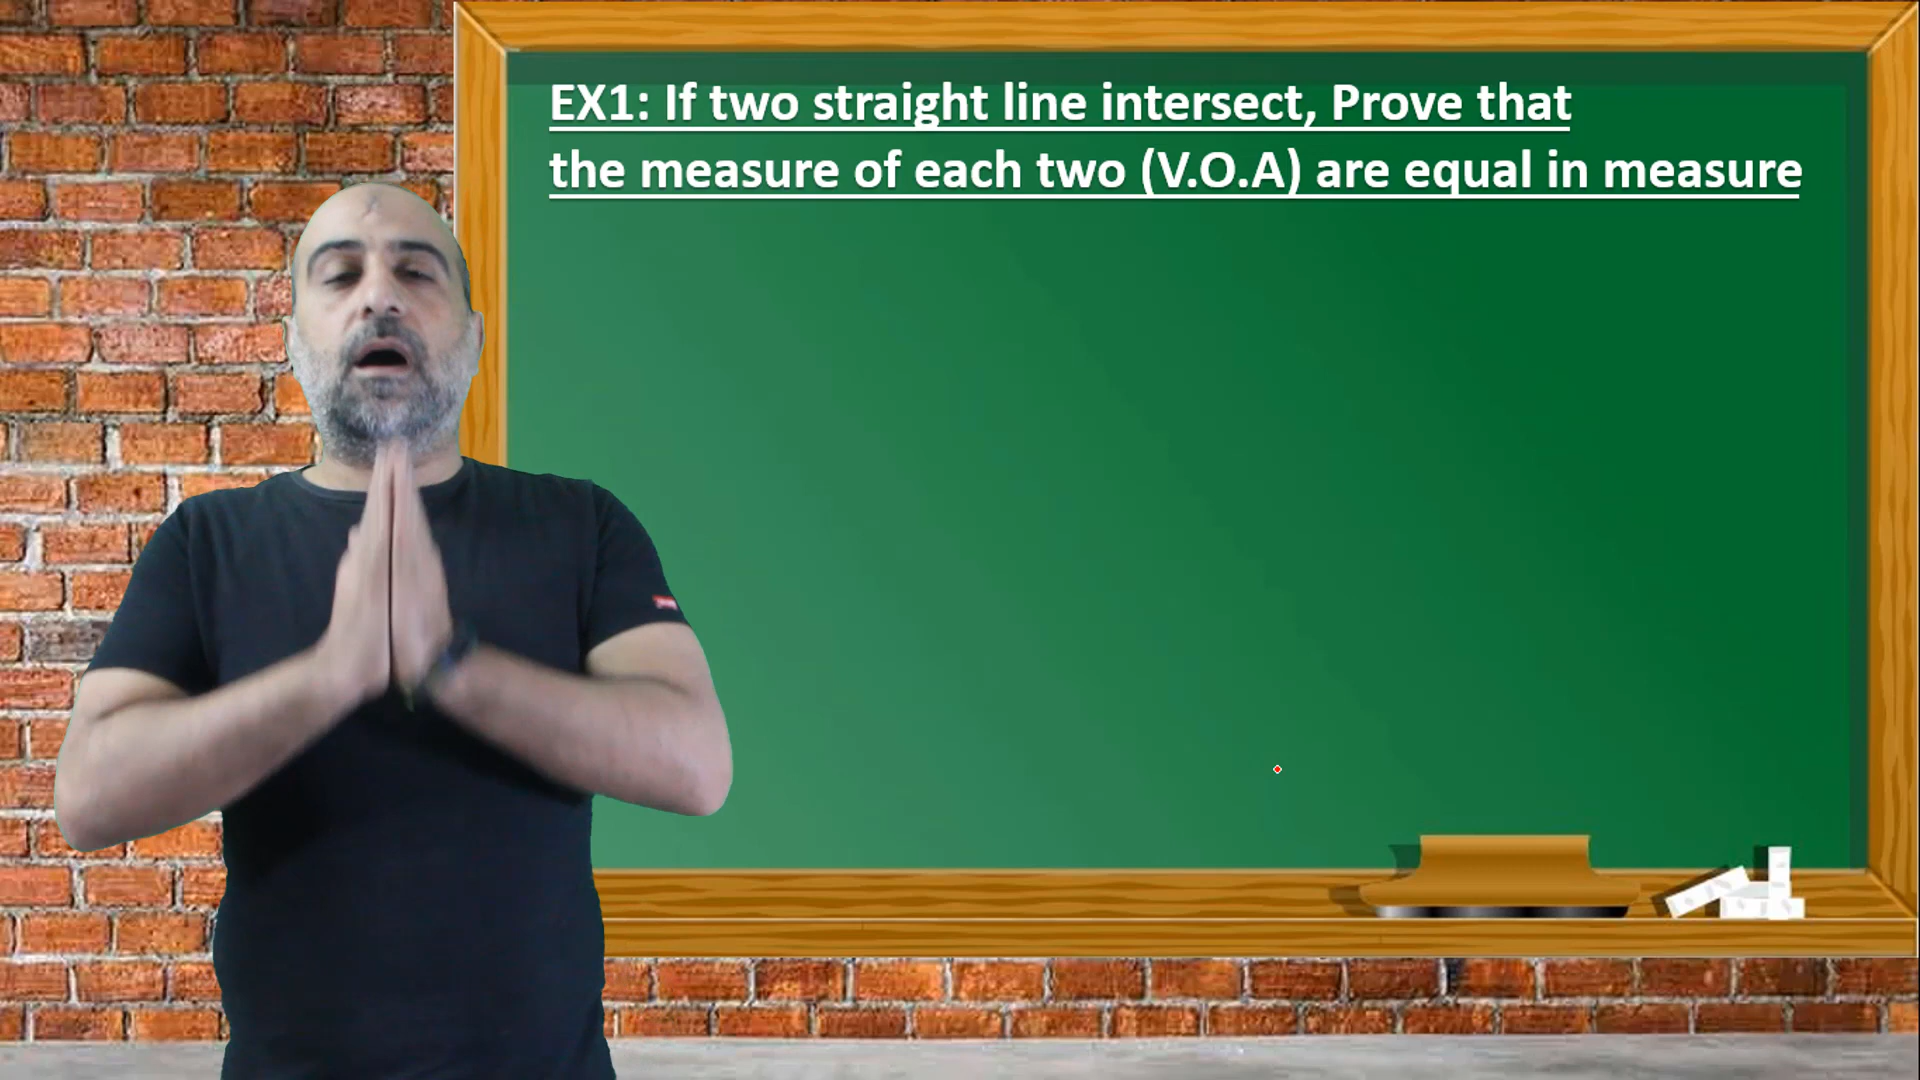 EX1: If two straight line intersect, Prove that
the measure of each two (V.O.A) are equal in measure